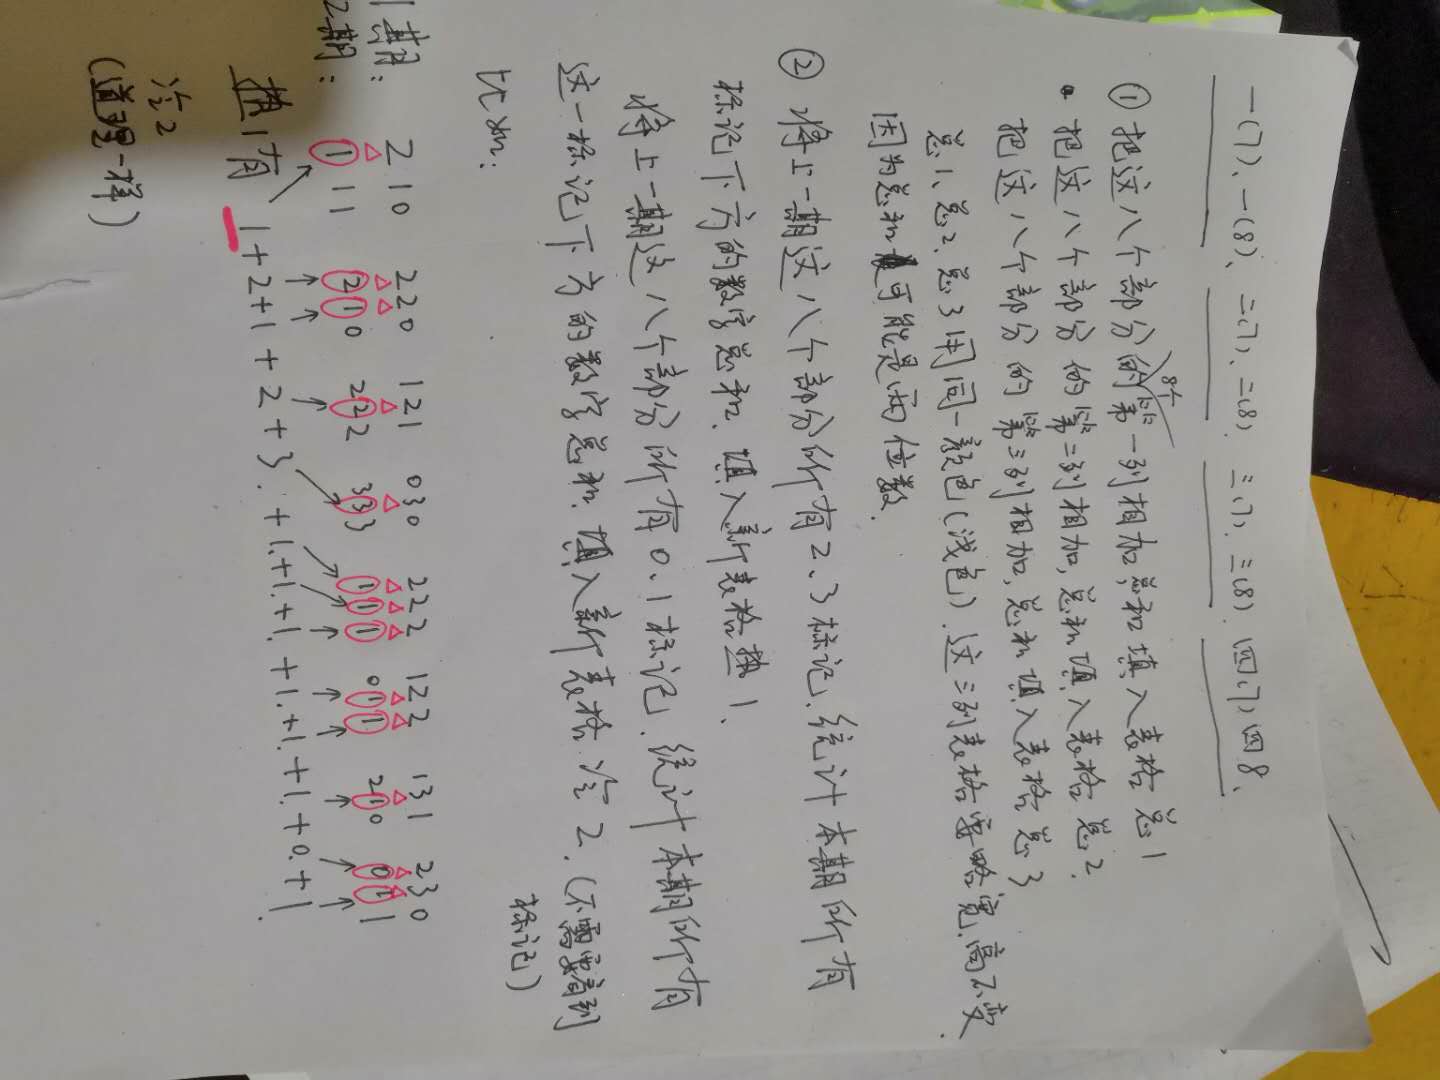 一(7)、一(8)、二(7)、二(8)、三(7)、三(8)、四(7)四8、
8个
① 把这八个部分的第一列相加,总和填入表格总1
把这八个部分的第二列相加,总和填入表格总2.
把这八个部分的第三列相加,总和填入表格总3
总1、总2、总3用同一颜色(浅色).这三列表格要略宽.高不变.
因为总和可能是两位数.
② 将上一期这八个部分所有2、3标记、统计本期所有
标记下方的数字总和.填入新表格热1.
将上一期这八个部分所有0、1标记.统计本期所有
这一标记下方的数字总和.填入新表格冷2.(不需要看到
标记)
比如:
1期: 2 1 0 2 2 0 1 2 1 0 3 0 2 2 2 1 2 2 1 3 1 2 3 0
2期: 1 1 1 2 1 0 2 2 2 3 3 3 1 1 1 0 1 1 2 1 0 0 1 1
热1有 1+2+1+2+3.+1.+1.+1.+1.+1.+1.+0.+1.
冷2
(道理一样)